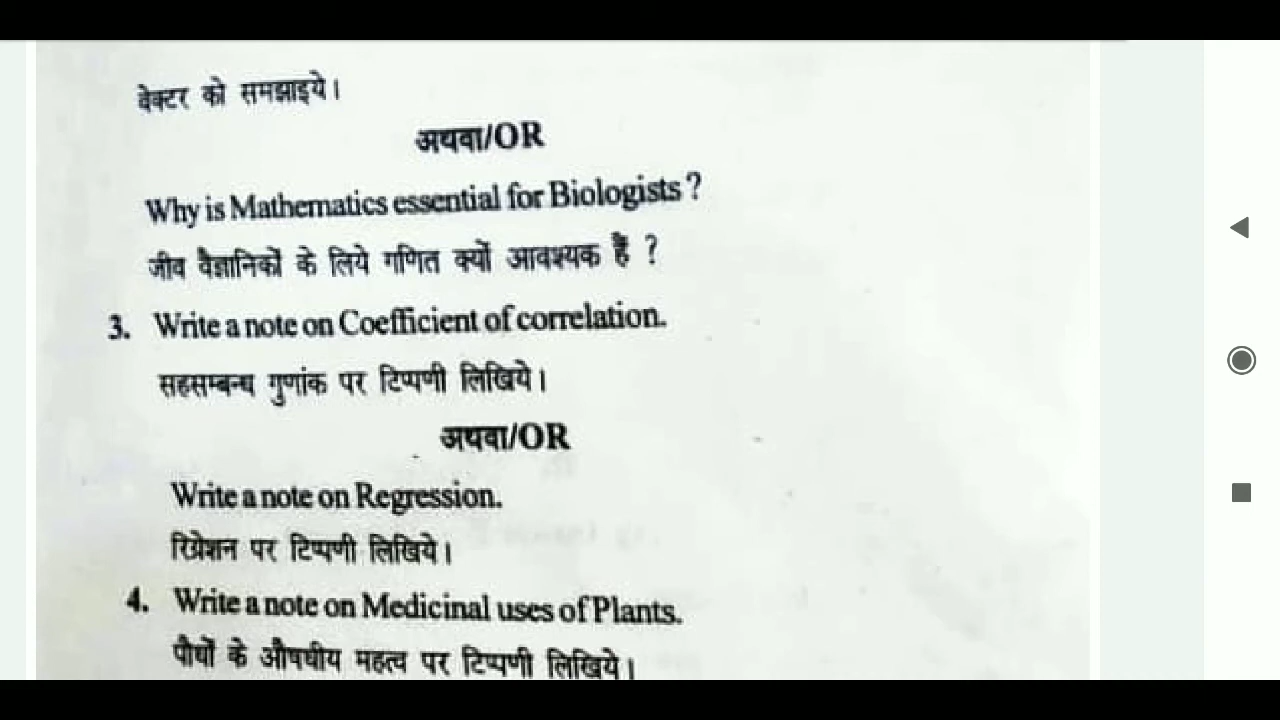 वेक्टर को समझाइये।
अथवा/OR
Why is Mathematics essential for Biologists ?
जीव वैज्ञानिकों के लिये गणित क्यों आवश्यक हैं ?
3. Write a note on Coefficient of correlation.
सहसम्बन्ध गुणांक पर टिप्पणी लिखिये।
अथवा/OR
Write a note on Regression.
रिग्रेशन पर टिप्पणी लिखिये।
4. Write a note on Medicinal uses of Plants.
पौधों के औषधीय महत्व पर टिप्पणी लिखिये।